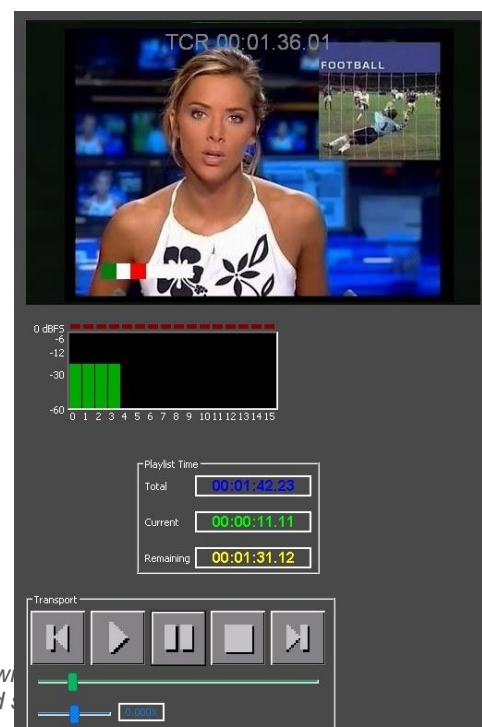 TCR 00:01.36.01
FOOTBALL
0 dBFS
-6
-12
-30
-60
0 1 2 3 4 5 6 7 8 9 10 11 12 13 14 15
Playlist Time
Total 00:01:42.23
Current 00:00:11.11
Remaining 00:01:31.12
Transport
0.000X